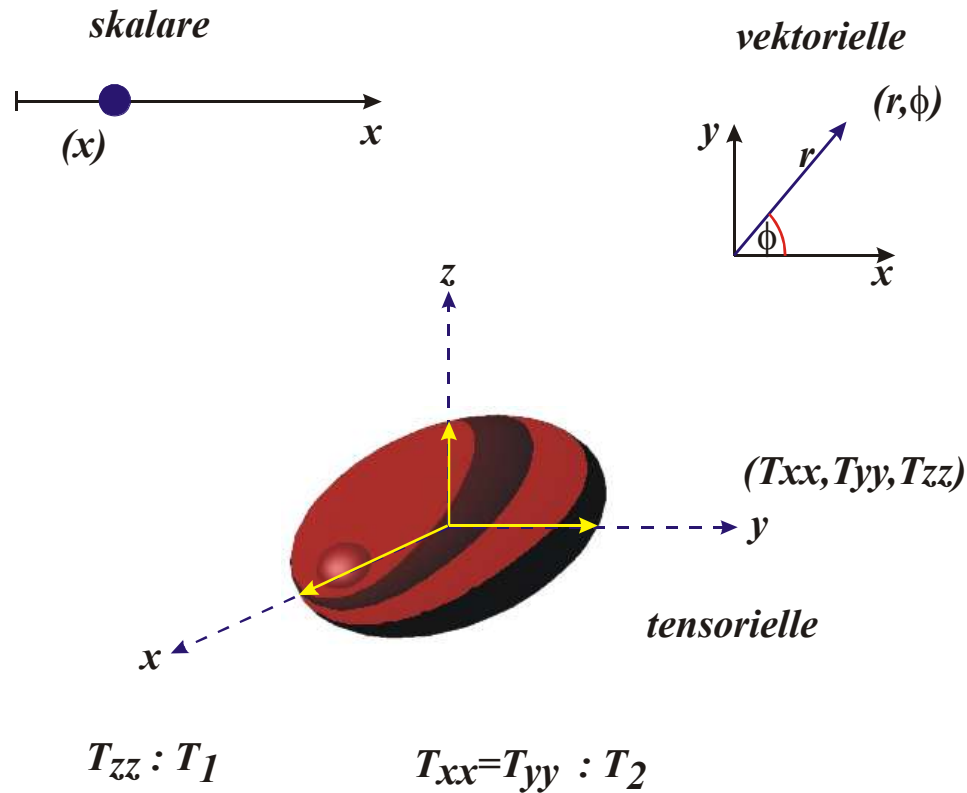 skalare
(x)
x
vektorielle
(r,ϕ)
y
r
ϕ
x
z
(Txx,Tyy,Tzz)
y
tensorielle
x
Tzz : T1
Txx=Tyy : T2